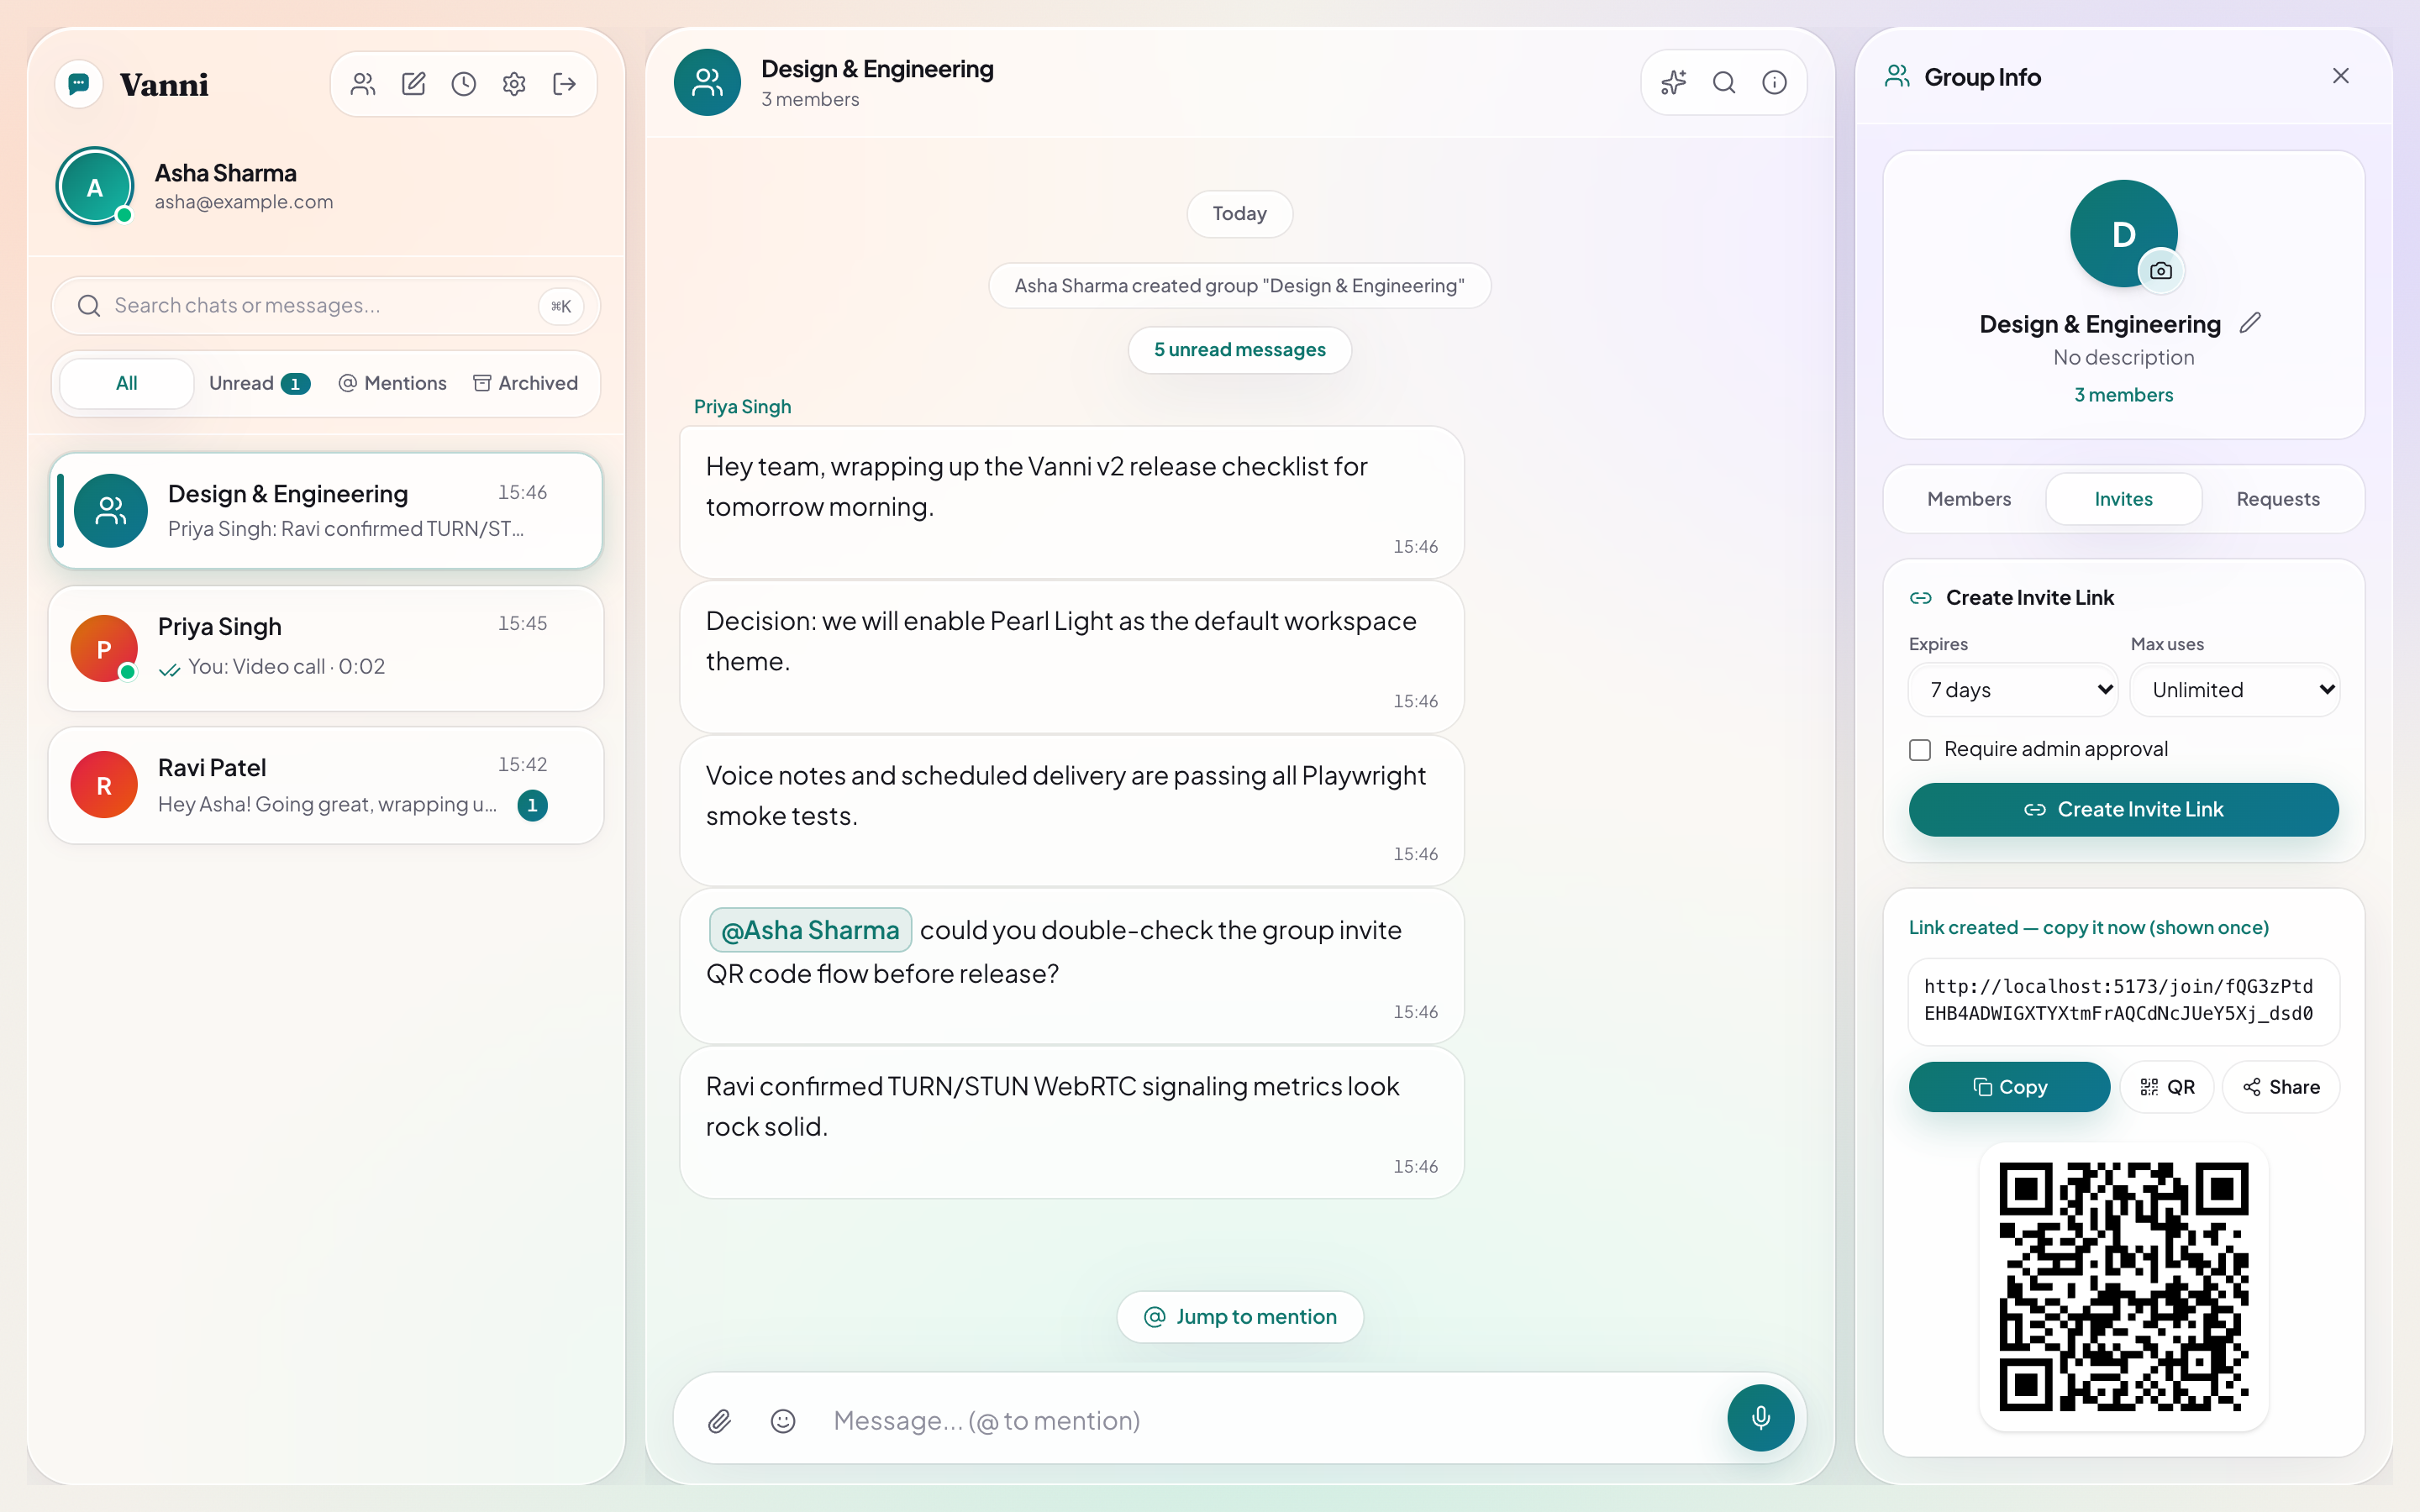 Vanni
Asha Sharma
asha@example.com
A
Search chats or messages...
⌘K
All
Unread 1
Mentions
Archived
Design & Engineering
15:46
Priya Singh: Ravi confirmed TURN/ST...
P
Priya Singh
15:45
You: Video call · 0:02
R
Ravi Patel
15:42
Hey Asha! Going great, wrapping u...
1
Design & Engineering
3 members
Today
Asha Sharma created group "Design & Engineering"
5 unread messages
Priya Singh
Hey team, wrapping up the Vanni v2 release checklist for
tomorrow morning.
15:46
Decision: we will enable Pearl Light as the default workspace
theme.
15:46
Voice notes and scheduled delivery are passing all Playwright
smoke tests.
15:46
@Asha Sharma could you double-check the group invite
QR code flow before release?
15:46
Ravi confirmed TURN/STUN WebRTC signaling metrics look
rock solid.
15:46
Jump to mention
Message... (@ to mention)
Group Info
D
Design & Engineering
No description
3 members
Members
Invites
Requests
Create Invite Link
Expires
Max uses
7 days
Unlimited
Require admin approval
Create Invite Link
Link created — copy it now (shown once)
http://localhost:5173/join/fQG3zPtd
EHB4ADWIGXTYXtmFrAQCdNcJUeY5Xj_dsd0
Copy
QR
Share